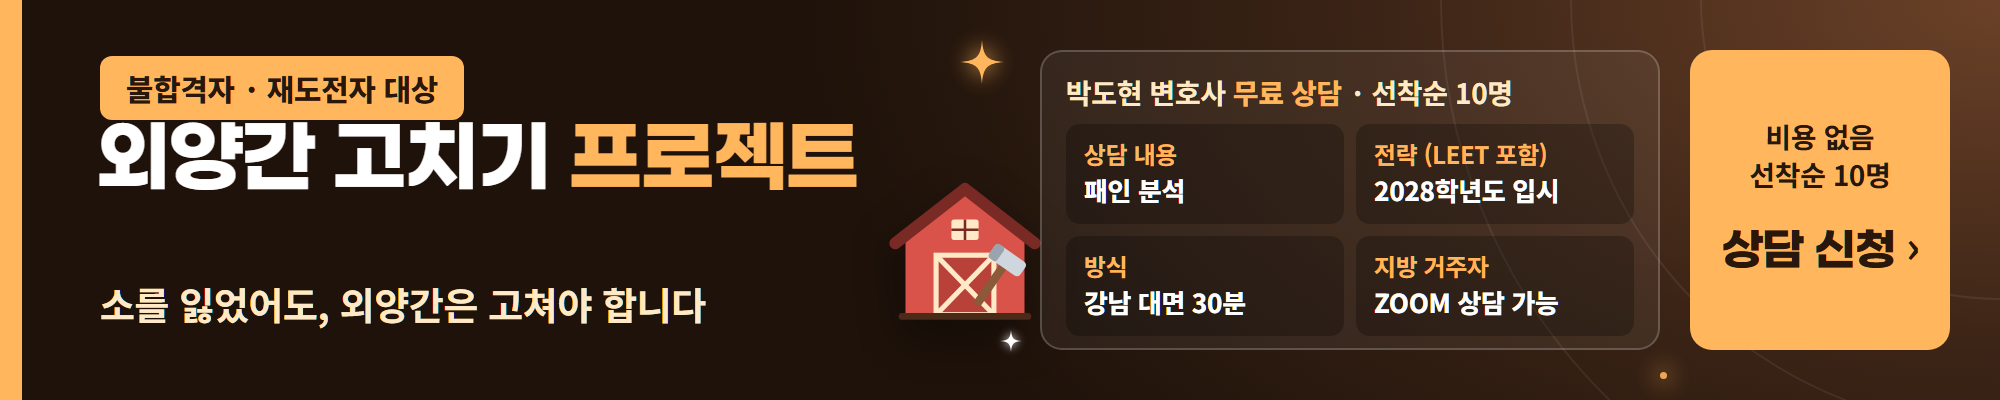 불합격자 · 재도전자 대상
외양간 고치기 프로젝트
소를 잃었어도, 외양간은 고쳐야 합니다
박도현 변호사 무료 상담 · 선착순 10명
상담 내용
패인 분석
전략 (LEET 포함)
2028학년도 입시
방식
강남 대면 30분
지방 거주자
ZOOM 상담 가능
비용 없음
선착순 10명
상담 신청 ›